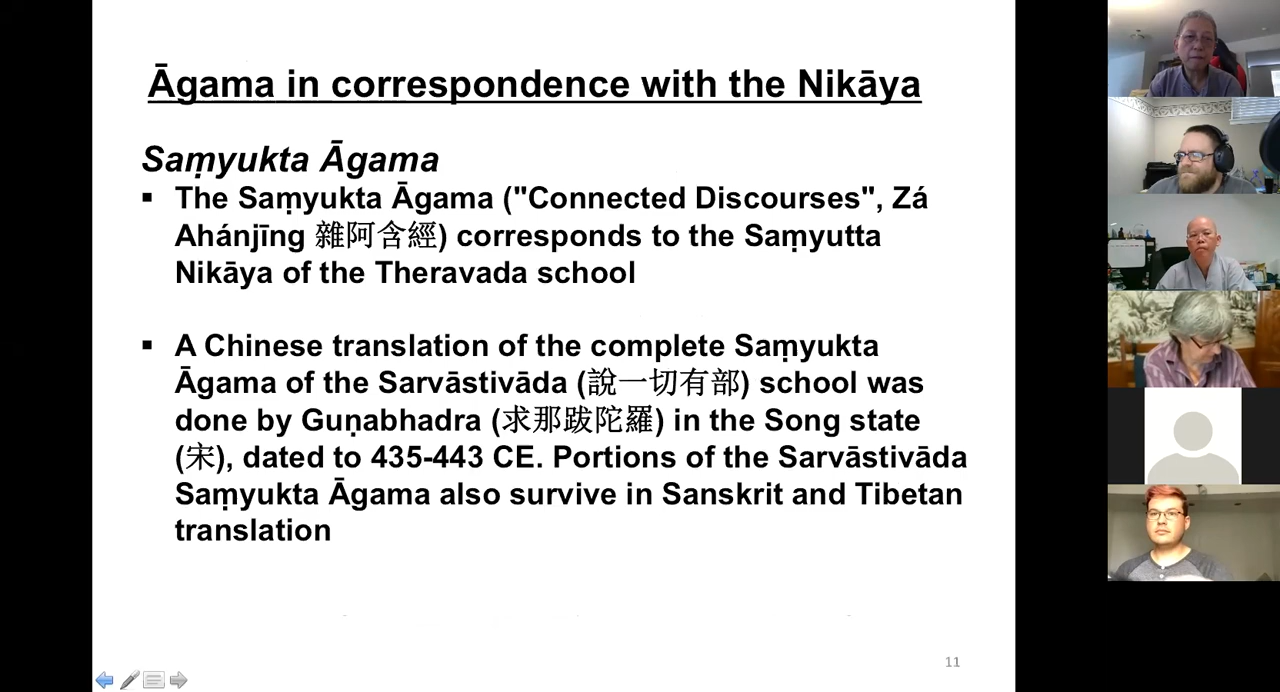 Āgama in correspondence with the Nikāya
Saṃyukta Āgama
▪ The Saṃyukta Āgama ("Connected Discourses", Zá
Ahánjīng 雜阿含經) corresponds to the Saṃyutta
Nikāya of the Theravada school
▪ A Chinese translation of the complete Saṃyukta
Āgama of the Sarvāstivāda (說一切有部) school was
done by Guṇabhadra (求那跋陀羅) in the Song state
(宋), dated to 435-443 CE. Portions of the Sarvāstivāda
Saṃyukta Āgama also survive in Sanskrit and Tibetan
translation
11